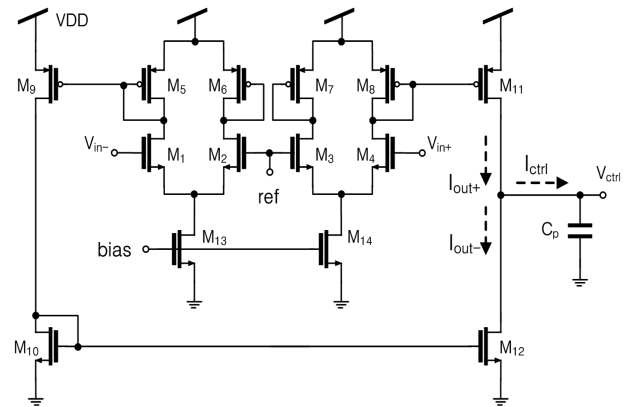 VDD
M9 M5 M6 M7 M8 M11
Vin− M1 M2 M3 M4 Vin+
ref
Iout+ Ictrl Vctrl
bias M13 M14 Iout− Cp
M10 M12